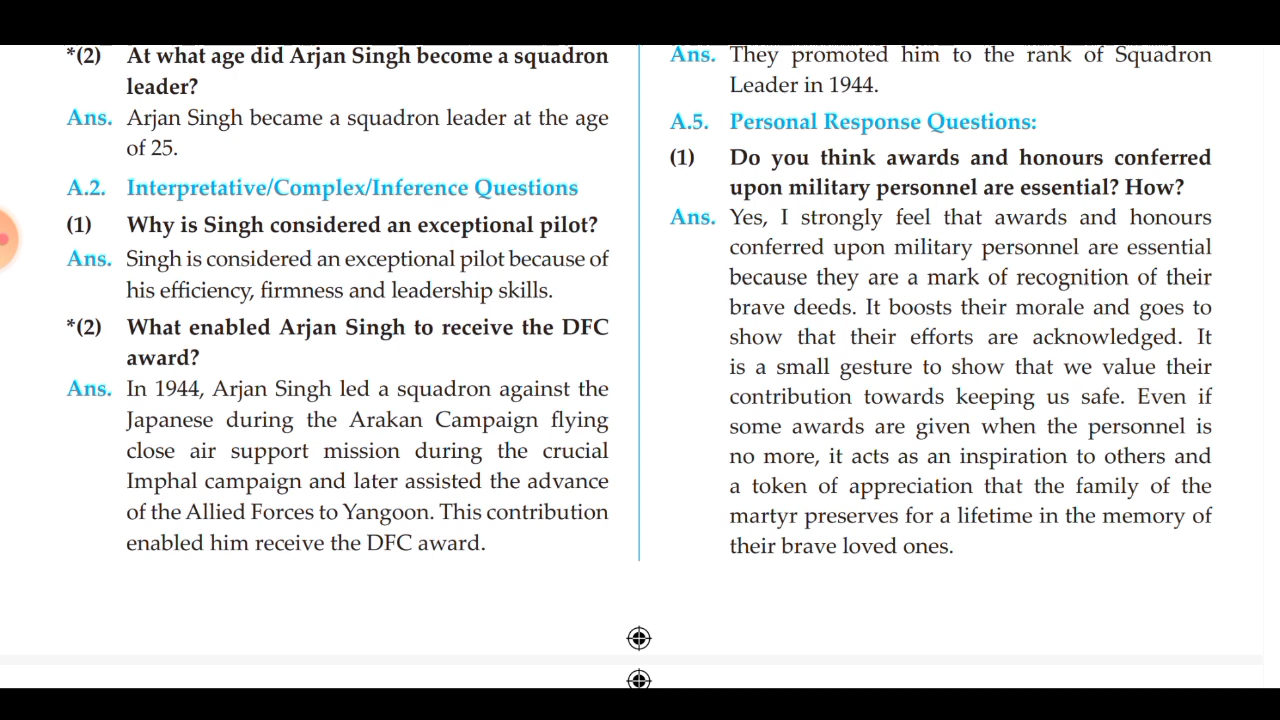 *(2) At what age did Arjan Singh become a squadron
leader?
Ans. Arjan Singh became a squadron leader at the age
of 25.
A.2. Interpretative/Complex/Inference Questions
(1) Why is Singh considered an exceptional pilot?
Ans. Singh is considered an exceptional pilot because of
his efficiency, firmness and leadership skills.
*(2) What enabled Arjan Singh to receive the DFC
award?
Ans. In 1944, Arjan Singh led a squadron against the
Japanese during the Arakan Campaign flying
close air support mission during the crucial
Imphal campaign and later assisted the advance
of the Allied Forces to Yangoon. This contribution
enabled him receive the DFC award.
Ans. They promoted him to the rank of Squadron
Leader in 1944.
A.5. Personal Response Questions:
(1) Do you think awards and honours conferred
upon military personnel are essential? How?
Ans. Yes, I strongly feel that awards and honours
conferred upon military personnel are essential
because they are a mark of recognition of their
brave deeds. It boosts their morale and goes to
show that their efforts are acknowledged. It
is a small gesture to show that we value their
contribution towards keeping us safe. Even if
some awards are given when the personnel is
no more, it acts as an inspiration to others and
a token of appreciation that the family of the
martyr preserves for a lifetime in the memory of
their brave loved ones.